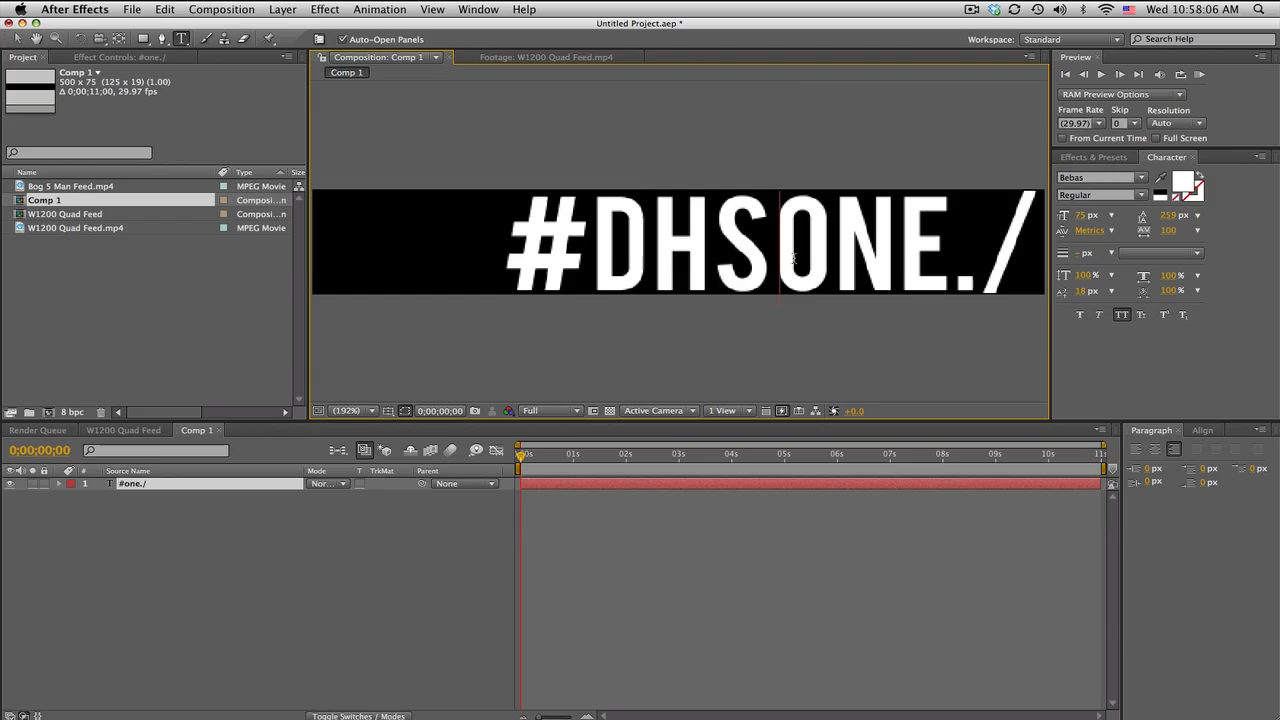 After Effects File Edit Composition Layer Effect Animation View Window Help Wed 10:58:06 AM
Untitled Project.aep *
Auto-Open Panels Workspace: Standard Search Help
Project Effect Controls: #one./ Composition: Comp 1 Footage: W1200 Quad Feed.mp4 Preview
Comp 1
500 x 75 (125 x 19) (1.00)
Δ 0;00;11;00, 29.97 fps
Comp 1
RAM Preview Options
Frame Rate Skip Resolution
(29.97) 0 Auto
From Current Time Full Screen
Name Type Size
Bog 5 Man Feed.mp4 MPEG Movie
Comp 1 Compositi...n
W1200 Quad Feed Compositi...n
W1200 Quad Feed.mp4 MPEG Movie
#DHSONE./
Effects & Presets Character
Bebas
Regular
75 px 259 px
Metrics 100
- px
100 % 100 %
18 px 100 %
T T TT Tr T¹ T₁
8 bpc (192%) 0;00;00;00 Full Active Camera 1 View +0.0
Render Queue W1200 Quad Feed Comp 1 Paragraph Align
0;00;00;00
:00s 01s 02s 03s 04s 05s 06s 07s 08s 09s 10s 11s
# Source Name Mode T TrkMat Parent
1 T #one./ Nor... None
0 px 0 px 0 px
0 px 0 px
Toggle Switches / Modes